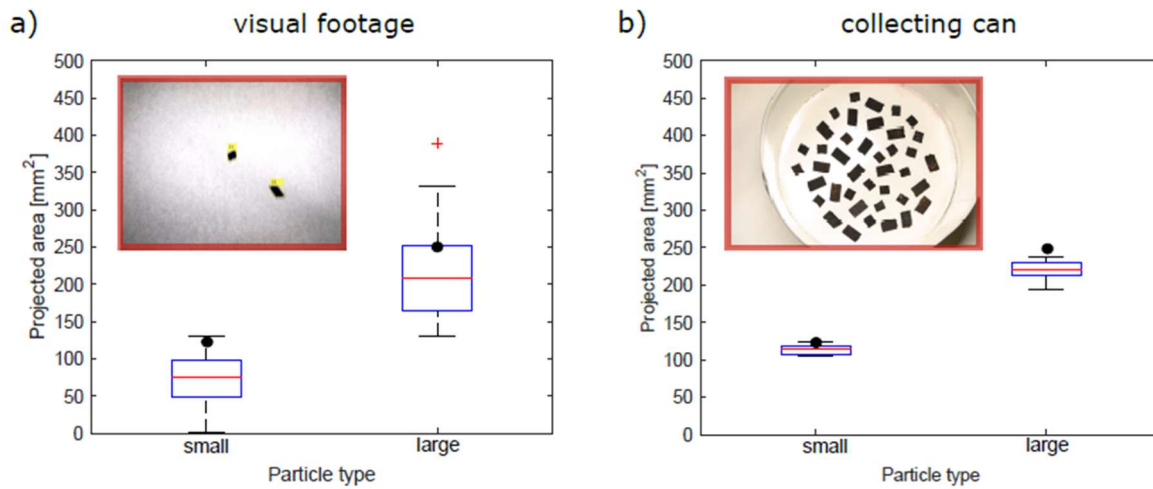 a) visual footage
500
450
400
350
300
250
200
150
100
50
0
Projected area [mm²]
small large
Particle type
b) collecting can
500
450
400
350
300
250
200
150
100
50
0
Projected area [mm²]
small large
Particle type